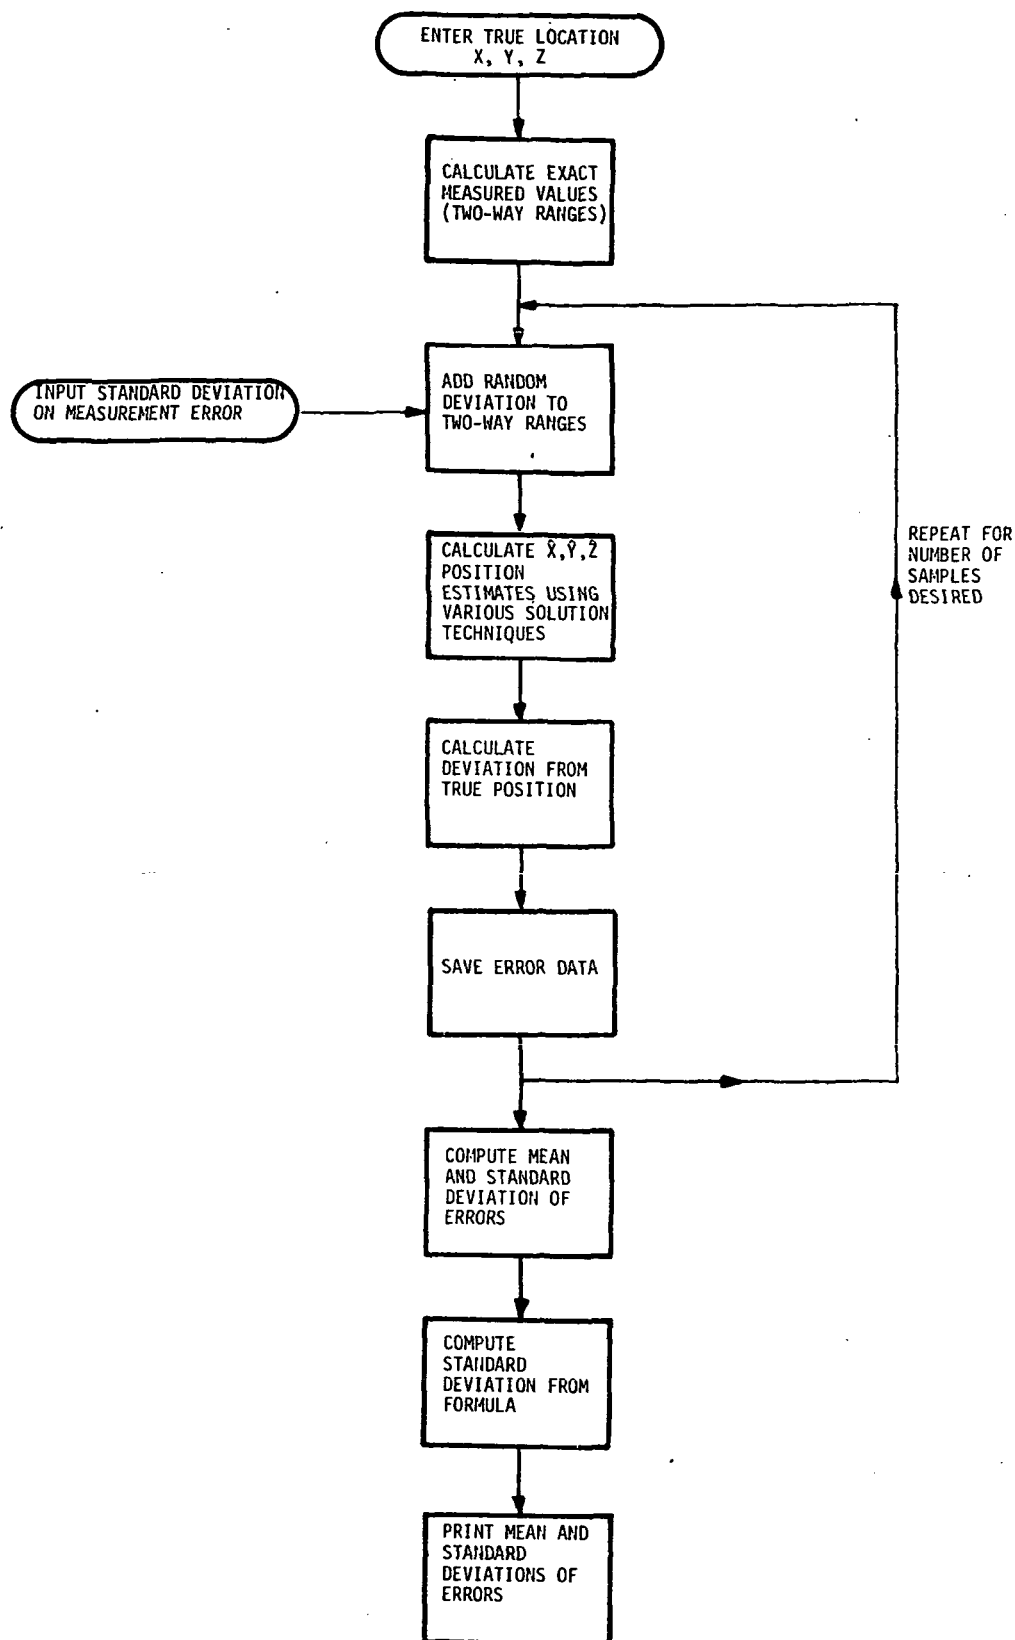 ENTER TRUE LOCATION
X, Y, Z
CALCULATE EXACT
MEASURED VALUES
(TWO-WAY RANGES)
INPUT STANDARD DEVIATION
ON MEASUREMENT ERROR
ADD RANDOM
DEVIATION TO
TWO-WAY RANGES
CALCULATE X̂,Ŷ,Ẑ
POSITION
ESTIMATES USING
VARIOUS SOLUTION
TECHNIQUES
REPEAT FOR
NUMBER OF
SAMPLES
DESIRED
CALCULATE
DEVIATION FROM
TRUE POSITION
SAVE ERROR DATA
COMPUTE MEAN
AND STANDARD
DEVIATION OF
ERRORS
COMPUTE
STANDARD
DEVIATION FROM
FORMULA
PRINT MEAN AND
STANDARD
DEVIATIONS OF
ERRORS